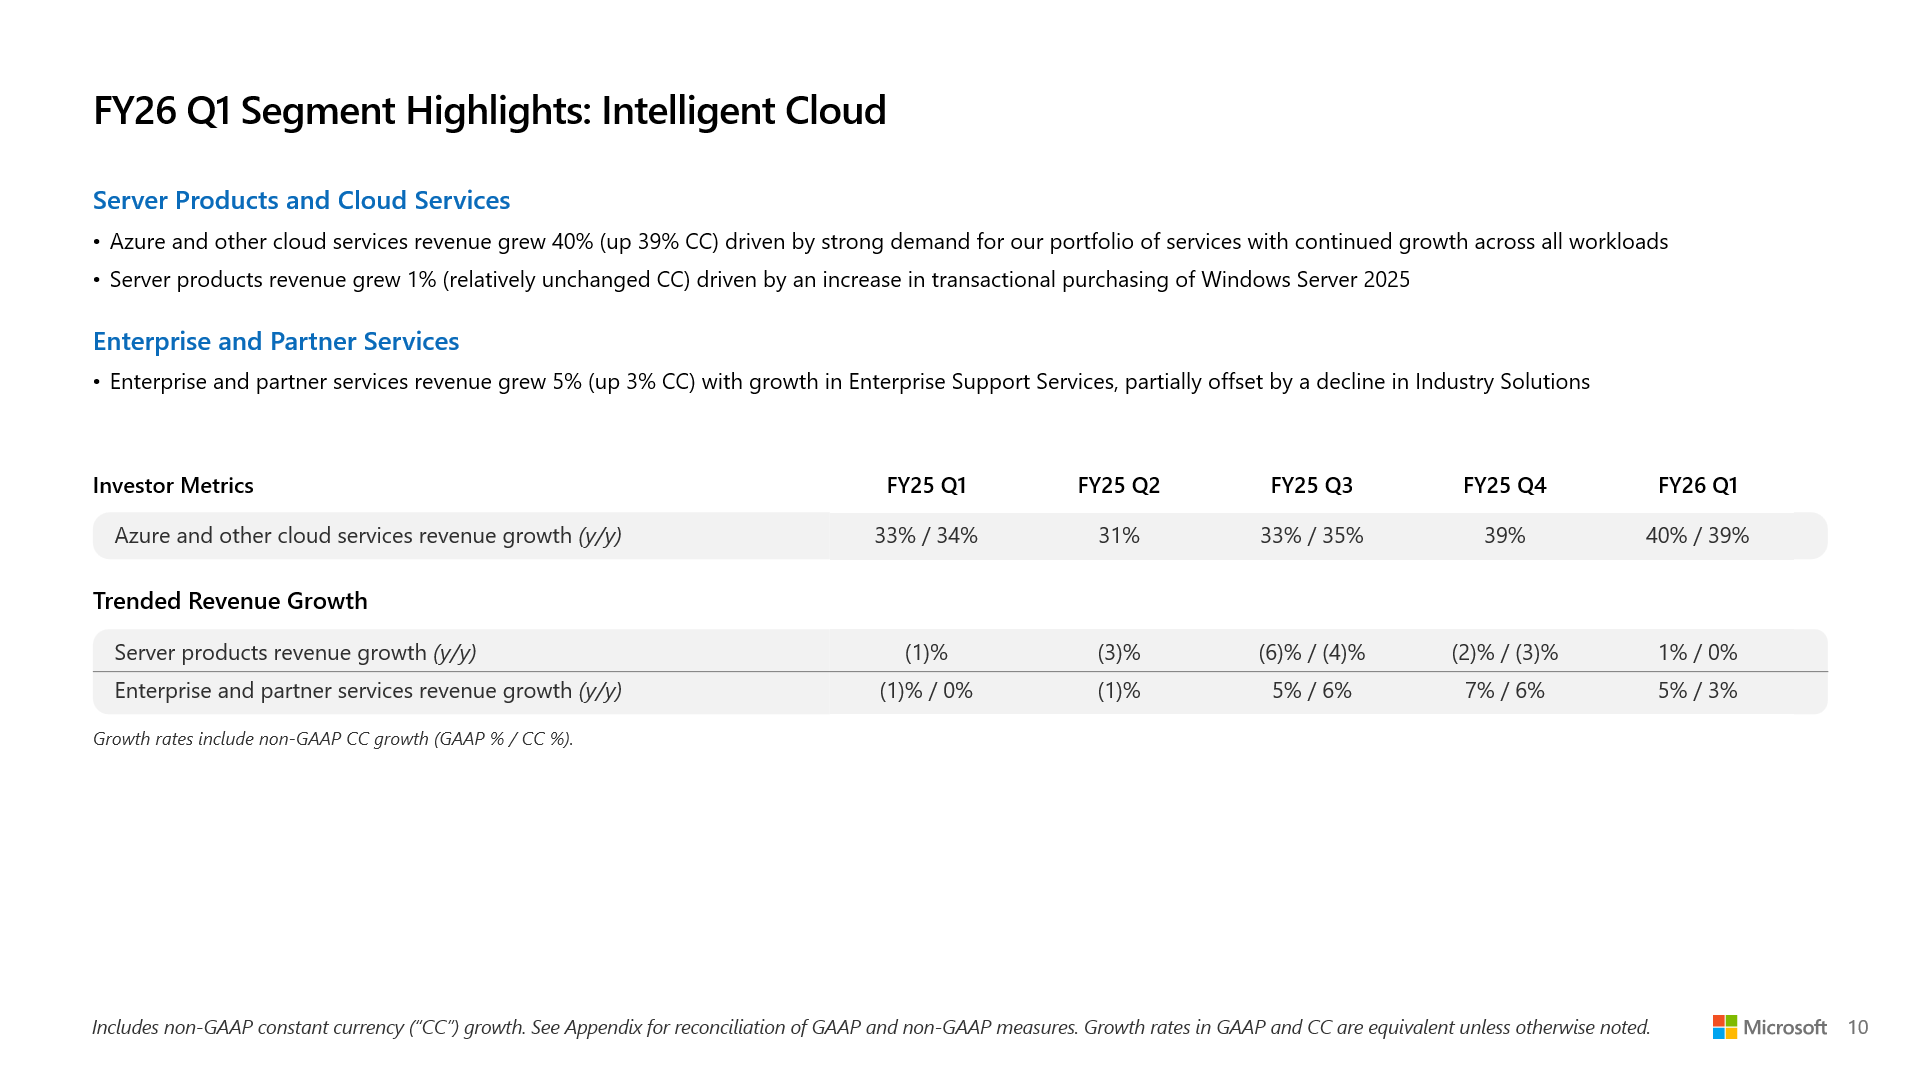 FY26 Q1 Segment Highlights: Intelligent Cloud
Server Products and Cloud Services
• Azure and other cloud services revenue grew 40% (up 39% CC) driven by strong demand for our portfolio of services with continued growth across all workloads
• Server products revenue grew 1% (relatively unchanged CC) driven by an increase in transactional purchasing of Windows Server 2025
Enterprise and Partner Services
• Enterprise and partner services revenue grew 5% (up 3% CC) with growth in Enterprise Support Services, partially offset by a decline in Industry Solutions
Investor Metrics FY25 Q1 FY25 Q2 FY25 Q3 FY25 Q4 FY26 Q1
Azure and other cloud services revenue growth (y/y) 33% / 34% 31% 33% / 35% 39% 40% / 39%
Trended Revenue Growth
Server products revenue growth (y/y) (1)% (3)% (6)% / (4)% (2)% / (3)% 1% / 0%
Enterprise and partner services revenue growth (y/y) (1)% / 0% (1)% 5% / 6% 7% / 6% 5% / 3%
Growth rates include non-GAAP CC growth (GAAP % / CC %).
Includes non-GAAP constant currency (“CC”) growth. See Appendix for reconciliation of GAAP and non-GAAP measures. Growth rates in GAAP and CC are equivalent unless otherwise noted.
Microsoft 10